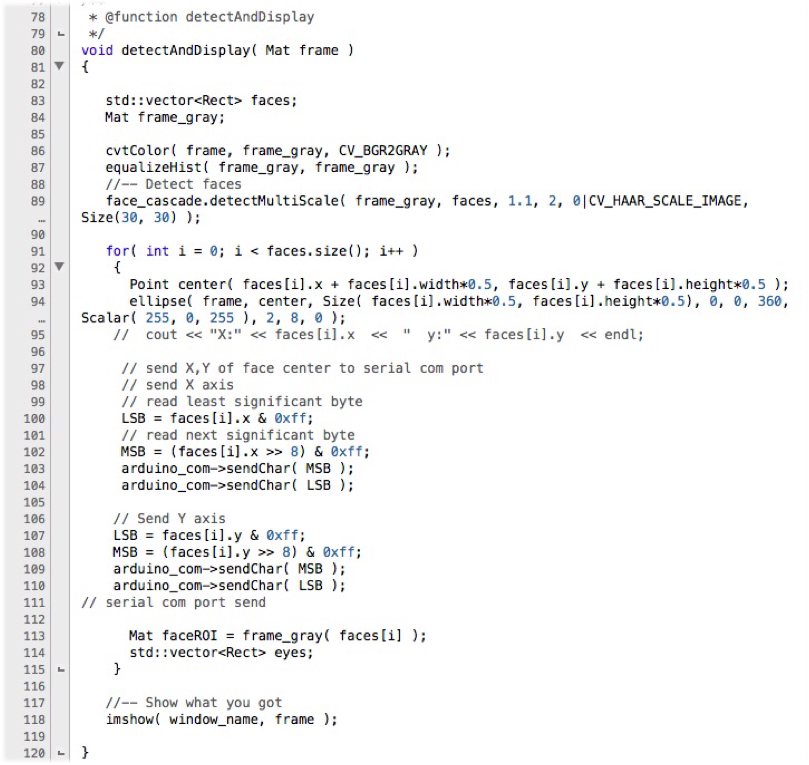 78 * @function detectAndDisplay
79 */
80 void detectAndDisplay( Mat frame )
81 {
82
83 std::vector<Rect> faces;
84 Mat frame_gray;
85
86 cvtColor( frame, frame_gray, CV_BGR2GRAY );
87 equalizeHist( frame_gray, frame_gray );
88 //-- Detect faces
89 face_cascade.detectMultiScale( frame_gray, faces, 1.1, 2, 0|CV_HAAR_SCALE_IMAGE,
… Size(30, 30) );
90
91 for( int i = 0; i < faces.size(); i++ )
92 {
93 Point center( faces[i].x + faces[i].width*0.5, faces[i].y + faces[i].height*0.5 );
94 ellipse( frame, center, Size( faces[i].width*0.5, faces[i].height*0.5), 0, 0, 360,
… Scalar( 255, 0, 255 ), 2, 8, 0 );
95 // cout << "X:" << faces[i].x << " y:" << faces[i].y << endl;
96
97 // send X,Y of face center to serial com port
98 // send X axis
99 // read least significant byte
100 LSB = faces[i].x & 0xff;
101 // read next significant byte
102 MSB = (faces[i].x >> 8) & 0xff;
103 arduino_com->sendChar( MSB );
104 arduino_com->sendChar( LSB );
105
106 // Send Y axis
107 LSB = faces[i].y & 0xff;
108 MSB = (faces[i].y >> 8) & 0xff;
109 arduino_com->sendChar( MSB );
110 arduino_com->sendChar( LSB );
111 // serial com port send
112
113 Mat faceROI = frame_gray( faces[i] );
114 std::vector<Rect> eyes;
115 }
116
117 //-- Show what you got
118 imshow( window_name, frame );
119
120 }